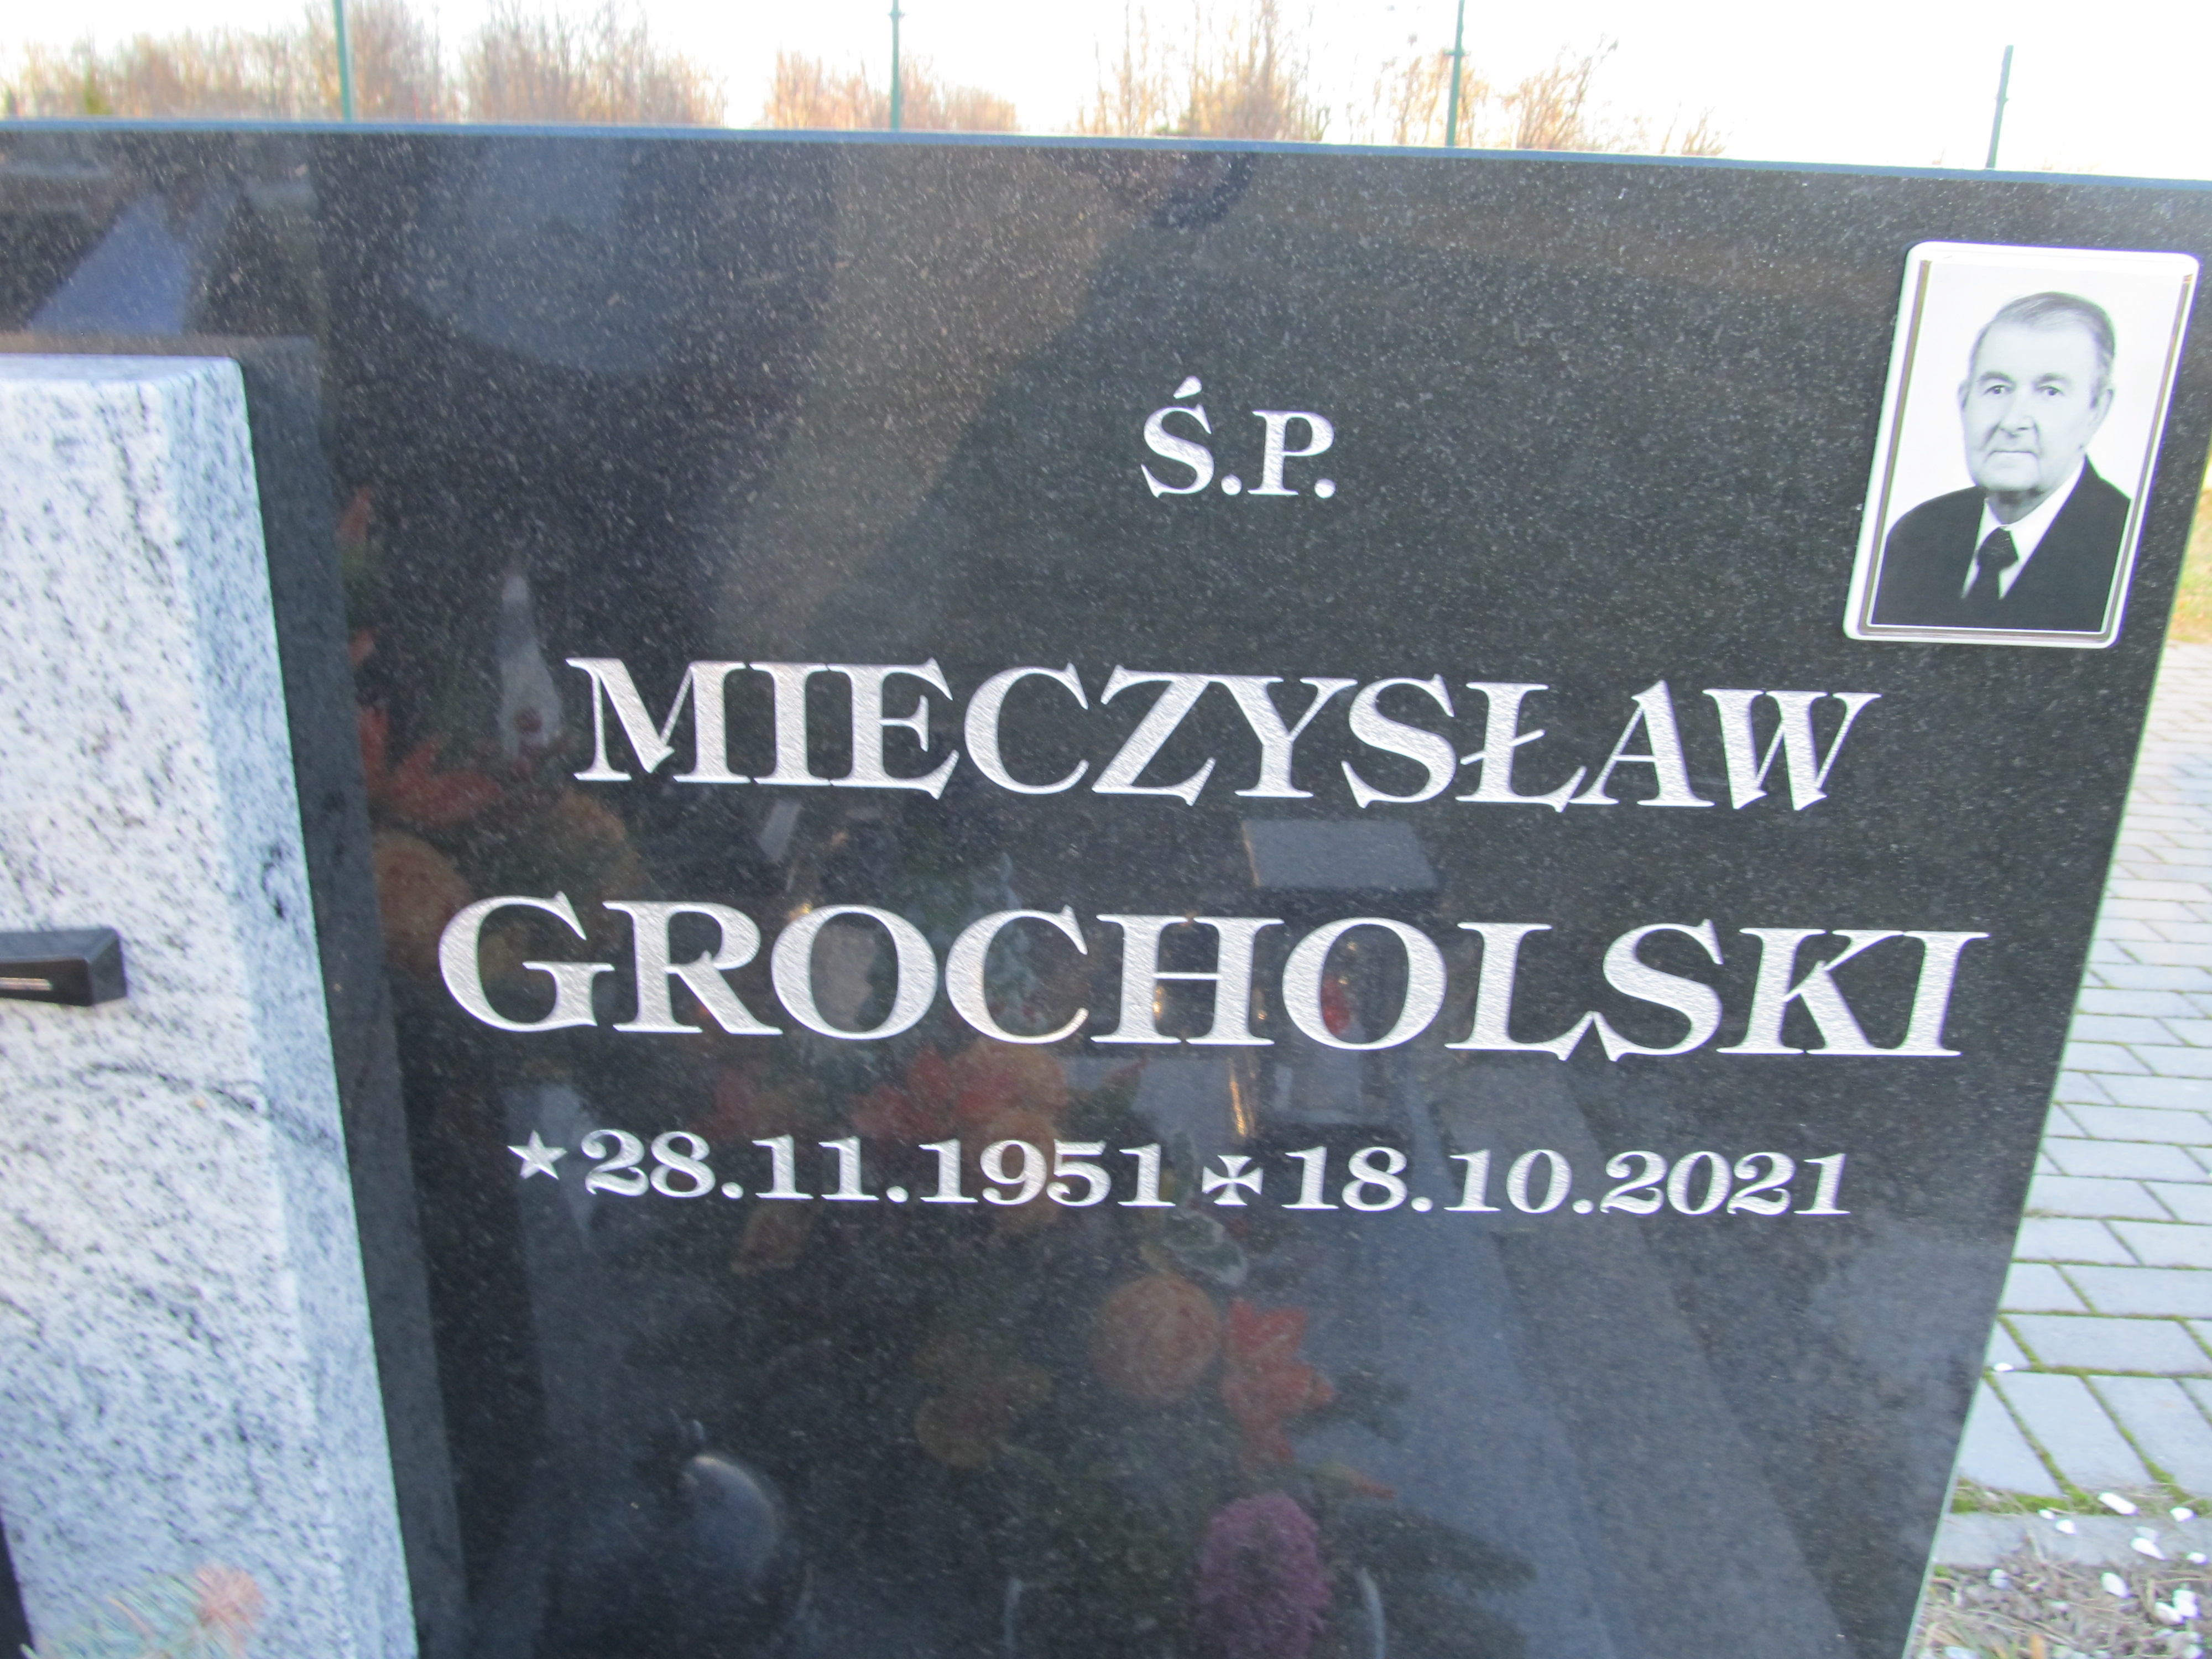 Ś.P.
MIECZYSŁAW
GROCHOLSKI
★28.11.1951✠18.10.2021